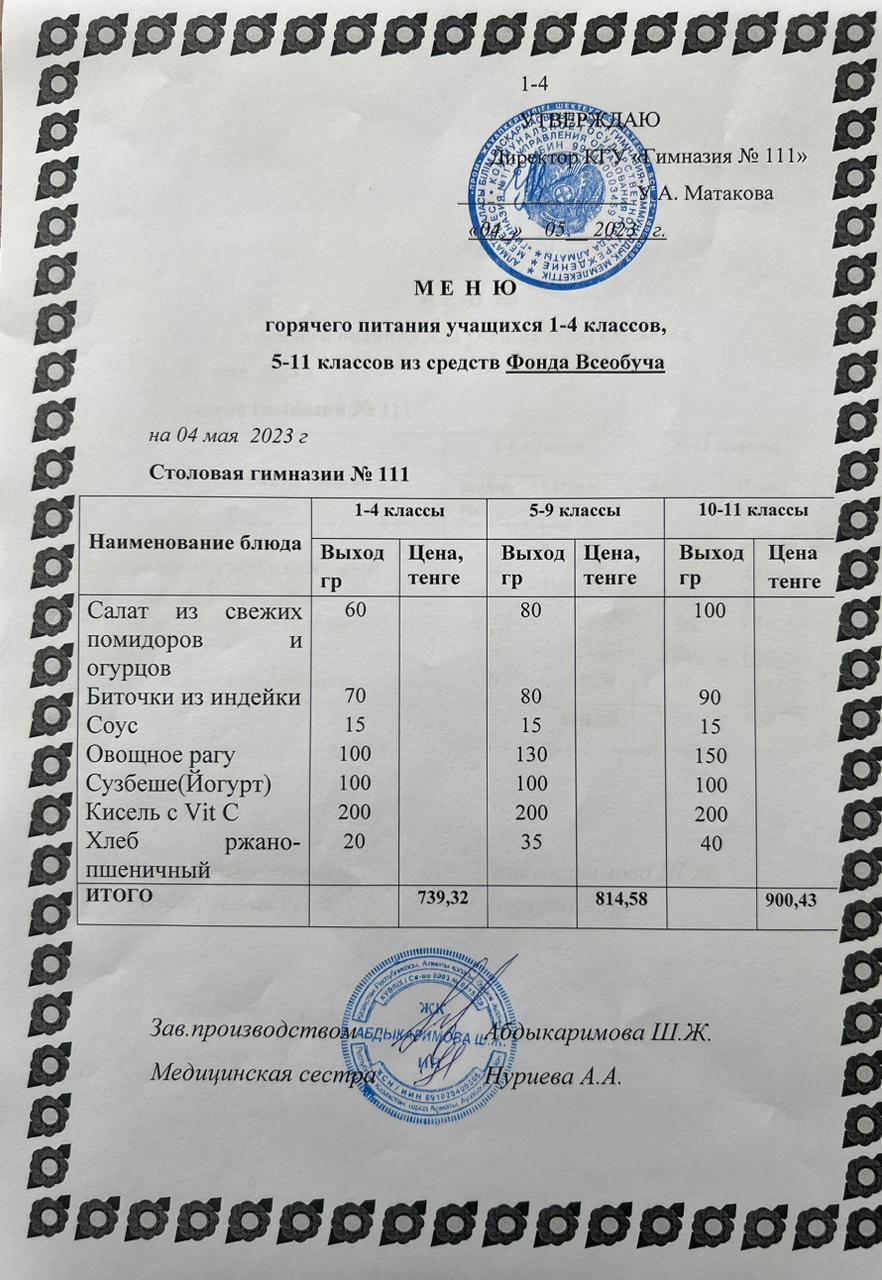 1-4
УТВЕРЖДАЮ
Директор КГУ «Гимназия № 111»
У.А. Матакова
«04 » 05 2023 г.
М Е Н Ю
горячего питания учащихся 1-4 классов,
5-11 классов из средств Фонда Всеобуча
на 04 мая 2023 г
Столовая гимназии № 111
Наименование блюда 1-4 классы 5-9 классы 10-11 классы
Выход гр Цена, тенге Выход гр Цена, тенге Выход гр Цена тенге
Салат из свежих 60 80 100
помидоров и
огурцов
Биточки из индейки 70 80 90
Соус 15 15 15
Овощное рагу 100 130 150
Сузбеше(Йогурт) 100 100 100
Кисель с Vit C 200 200 200
Хлеб ржано- 20 35 40
пшеничный
ИТОГО 739,32 814,58 900,43
ЖК
АБДЫКАРИМОВА Ш.Ж.
ИП
Зав.производством Абдыкаримова Ш.Ж.
Медицинская сестра Нуриева А.А.